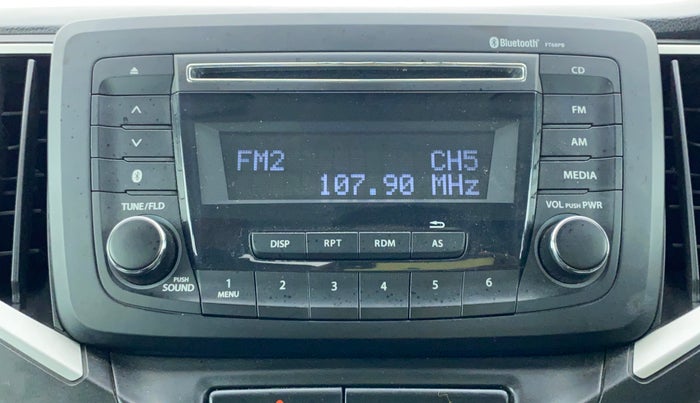 Bluetooth® FT68PB
CD
FM
FM2 CH5
AM
107.90 MHz
MEDIA
TUNE/FLD
VOL PUSH PWR
DISP RPT RDM AS
PUSH
SOUND
1 2 3 4 5 6
MENU